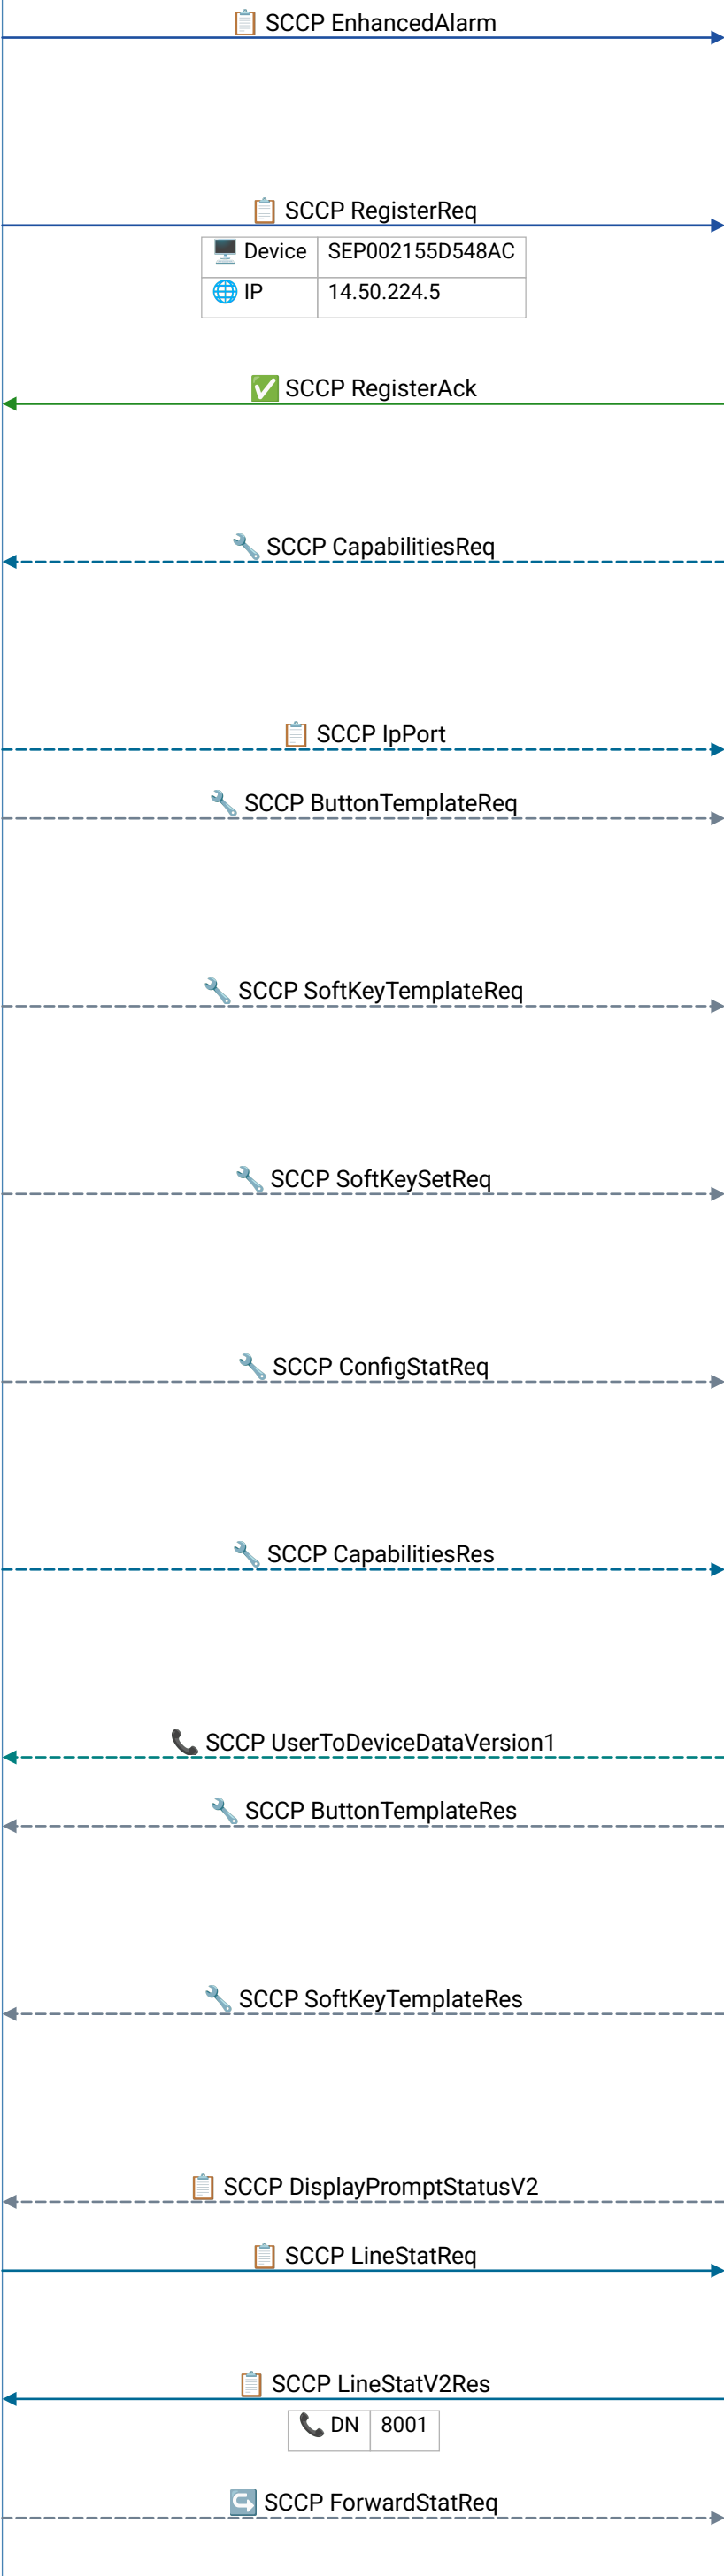 📋 SCCP EnhancedAlarm
📋 SCCP RegisterReq
🖥️ Device SEP002155D548AC
🌐 IP 14.50.224.5
✅ SCCP RegisterAck
🔧 SCCP CapabilitiesReq
📋 SCCP IpPort
🔧 SCCP ButtonTemplateReq
🔧 SCCP SoftKeyTemplateReq
🔧 SCCP SoftKeySetReq
🔧 SCCP ConfigStatReq
🔧 SCCP CapabilitiesRes
📞 SCCP UserToDeviceDataVersion1
🔧 SCCP ButtonTemplateRes
🔧 SCCP SoftKeyTemplateRes
📋 SCCP DisplayPromptStatusV2
📋 SCCP LineStatReq
📋 SCCP LineStatV2Res
📞 DN 8001
↪️ SCCP ForwardStatReq